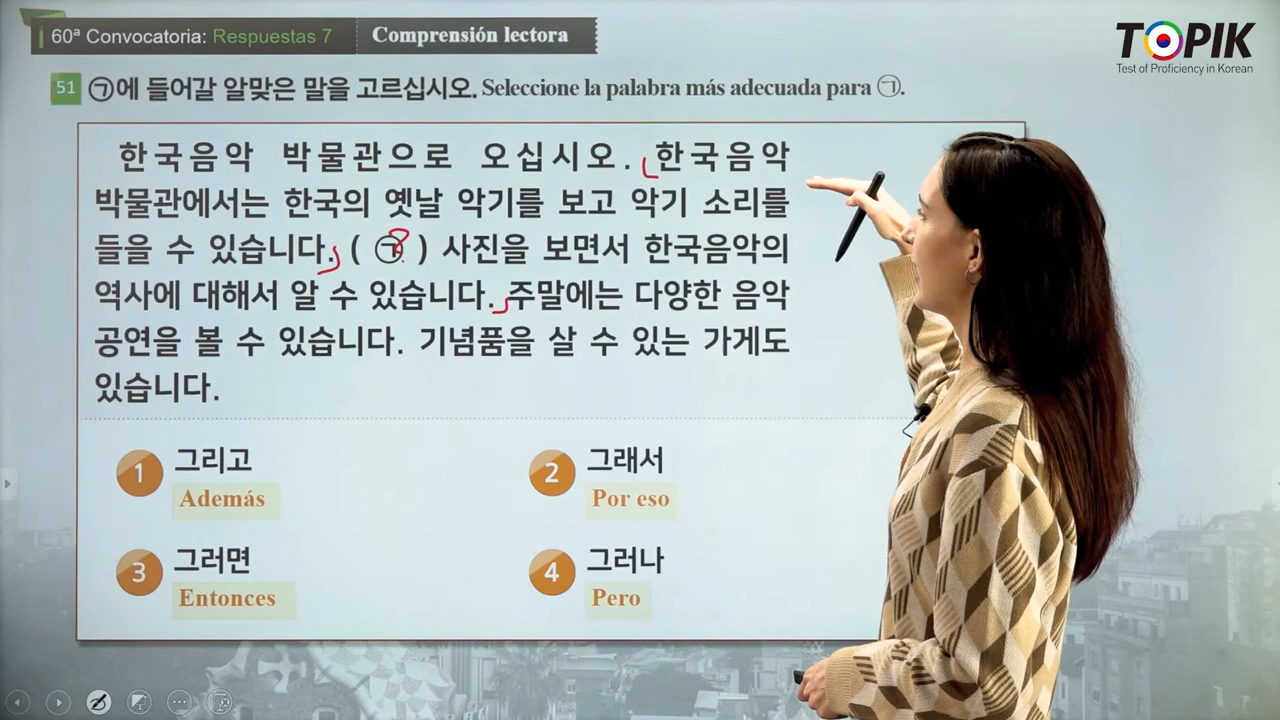 60ª Convocatoria: Respuestas 7
Comprensión lectora
TOPIK
Test of Proficiency in Korean
51 ㉠에 들어갈 알맞은 말을 고르십시오. Seleccione la palabra más adecuada para ㉠.
한국음악 박물관으로 오십시오. 한국음악
박물관에서는 한국의 옛날 악기를 보고 악기 소리를
들을 수 있습니다. ( ㉠ ) 사진을 보면서 한국음악의
역사에 대해서 알 수 있습니다. 주말에는 다양한 음악
공연을 볼 수 있습니다. 기념품을 살 수 있는 가게도
있습니다.
1 그리고
Además
2 그래서
Por eso
3 그러면
Entonces
4 그러나
Pero